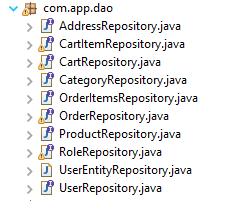 com.app.dao
AddressRepository.java
CartItemRepository.java
CartRepository.java
CategoryRepository.java
OrderItemsRepository.java
OrderRepository.java
ProductRepository.java
RoleRepository.java
UserEntityRepository.java
UserRepository.java